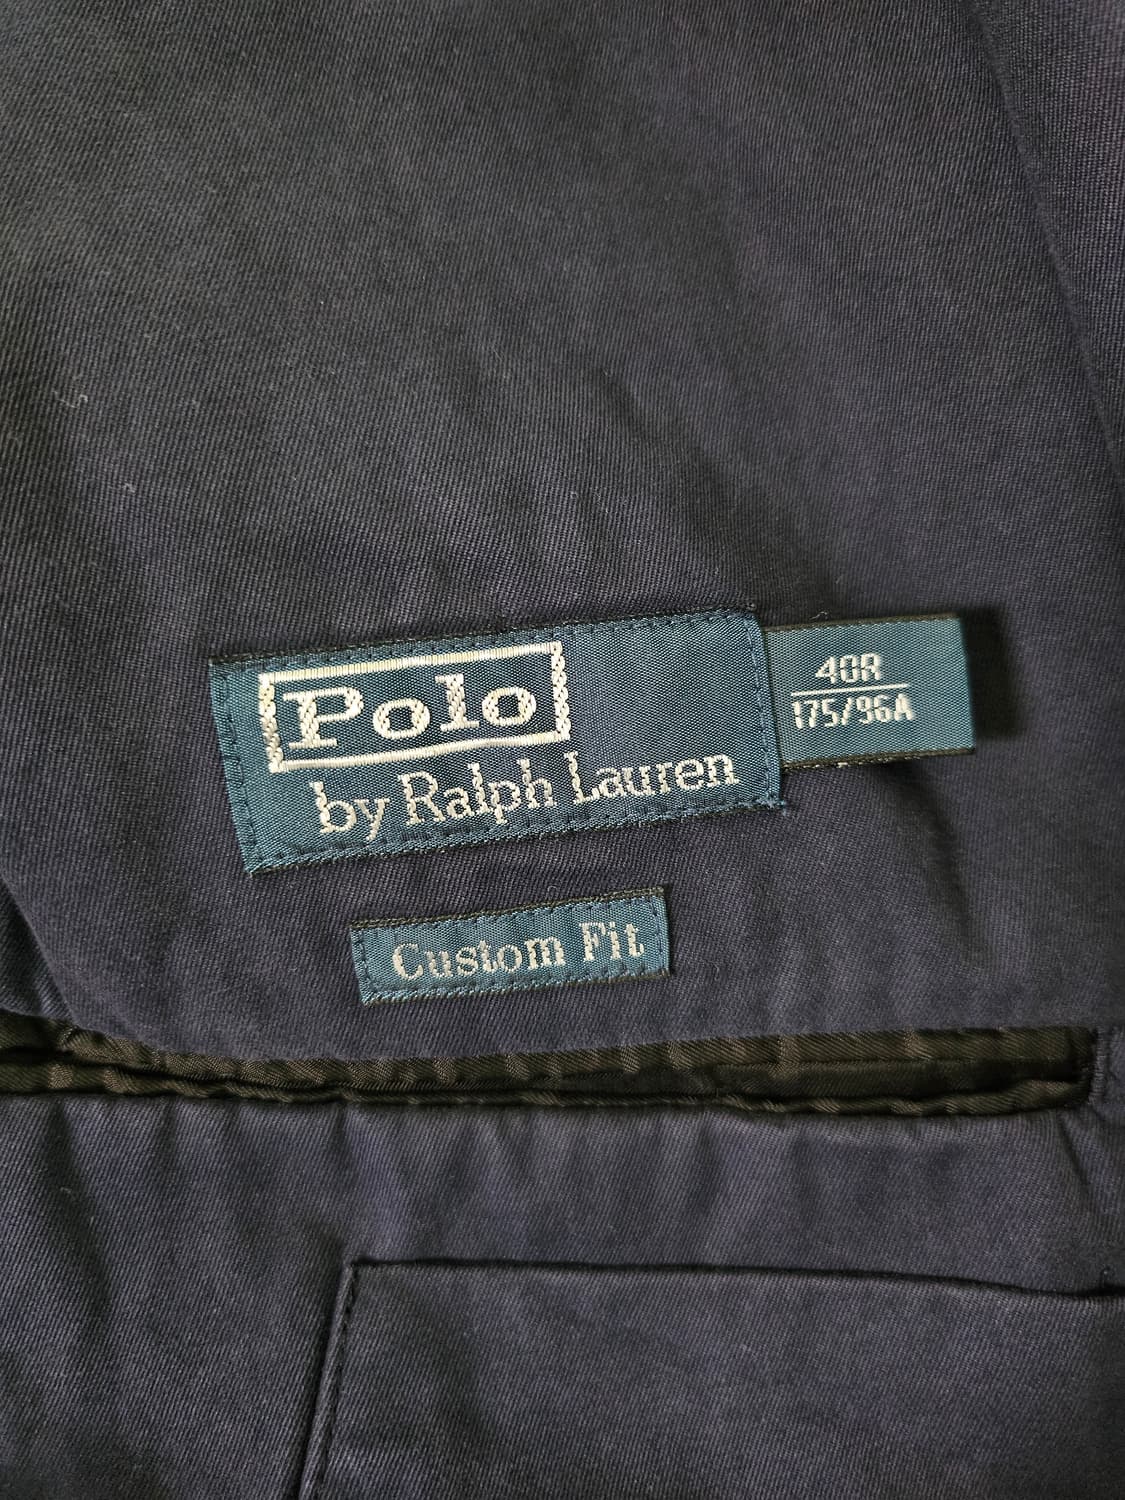 Polo
by Ralph Lauren
40R
175/96A
Custom Fit